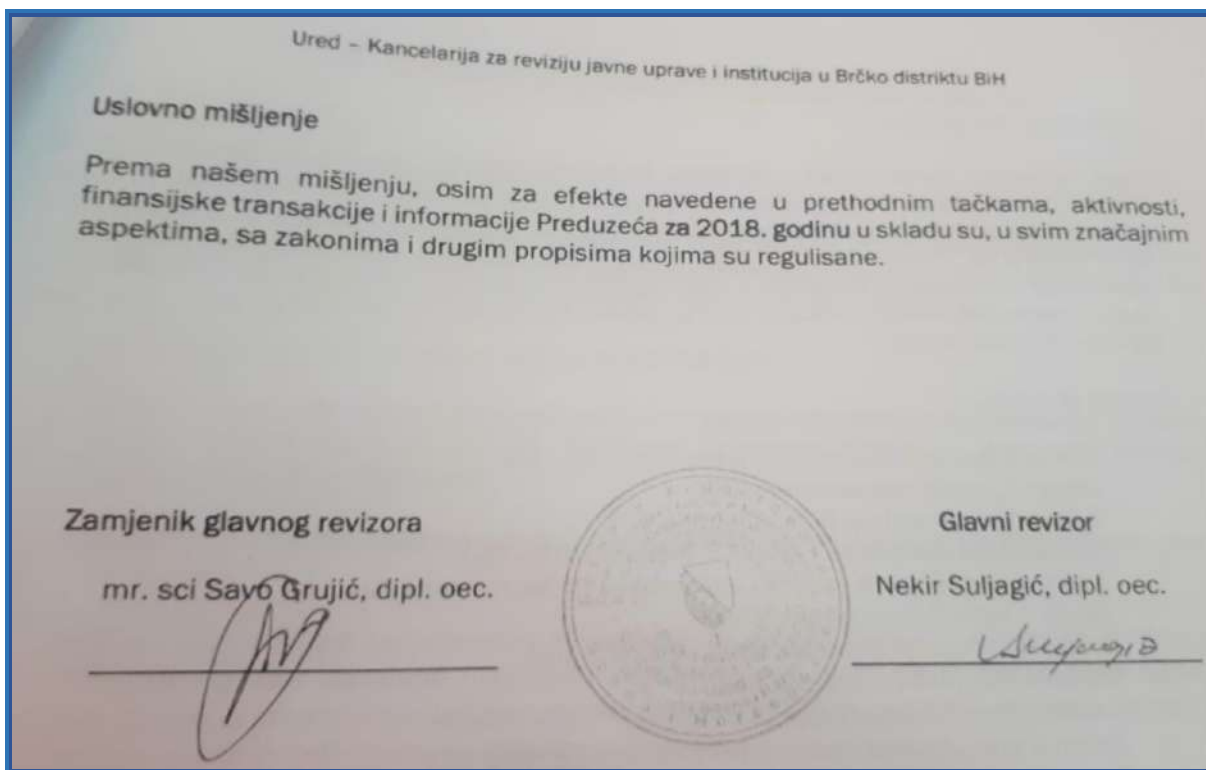 Ured – Kancelarija za reviziju javne uprave i institucija u Brčko distriktu BiH
Uslovno mišljenje
Prema našem mišljenju, osim za efekte navedene u prethodnim tačkama, aktivnosti,
finansijske transakcije i informacije Preduzeća za 2018. godinu u skladu su, u svim značajnim
aspektima, sa zakonima i drugim propisima kojima su regulisane.
Zamjenik glavnog revizora
mr. sci Savo Grujić, dipl. oec.
Glavni revizor
Nekir Suljagić, dipl. oec.